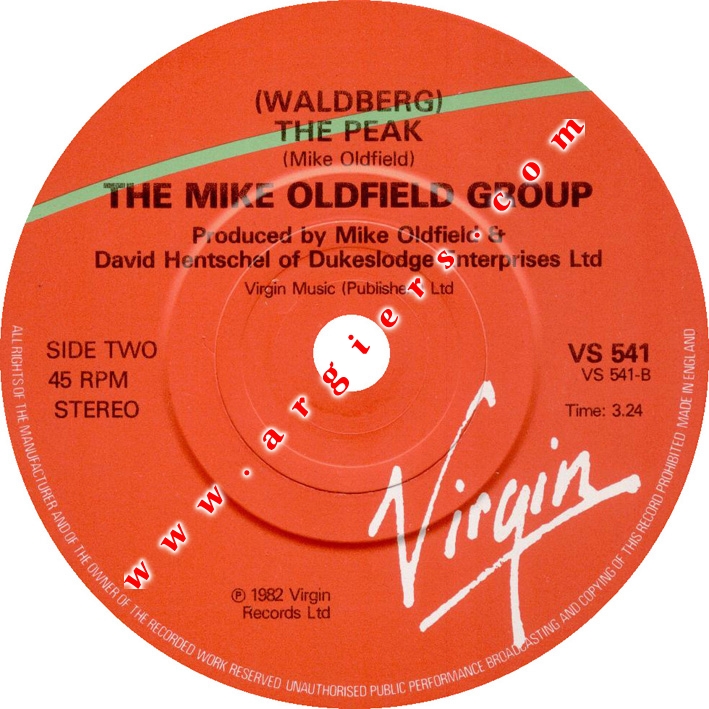 (WALDBERG)
THE PEAK
(Mike Oldfield)
THE MIKE OLDFIELD GROUP
Produced by Mike Oldfield &
David Hentschel of Dukeslodge Enterprises Ltd
Virgin Music (Publishers) Ltd
SIDE TWO
45 RPM
STEREO
VS 541
VS 541-B
Time: 3.24
Virgin
℗ 1982 Virgin
Records Ltd
ALL RIGHTS OF THE MANUFACTURER AND OF THE OWNER OF THE RECORDED WORK RESERVED UNAUTHORISED PUBLIC PERFORMANCE BROADCASTING AND COPYING OF THIS RECORD PROHIBITED MADE IN ENGLAND
www.argiers.com